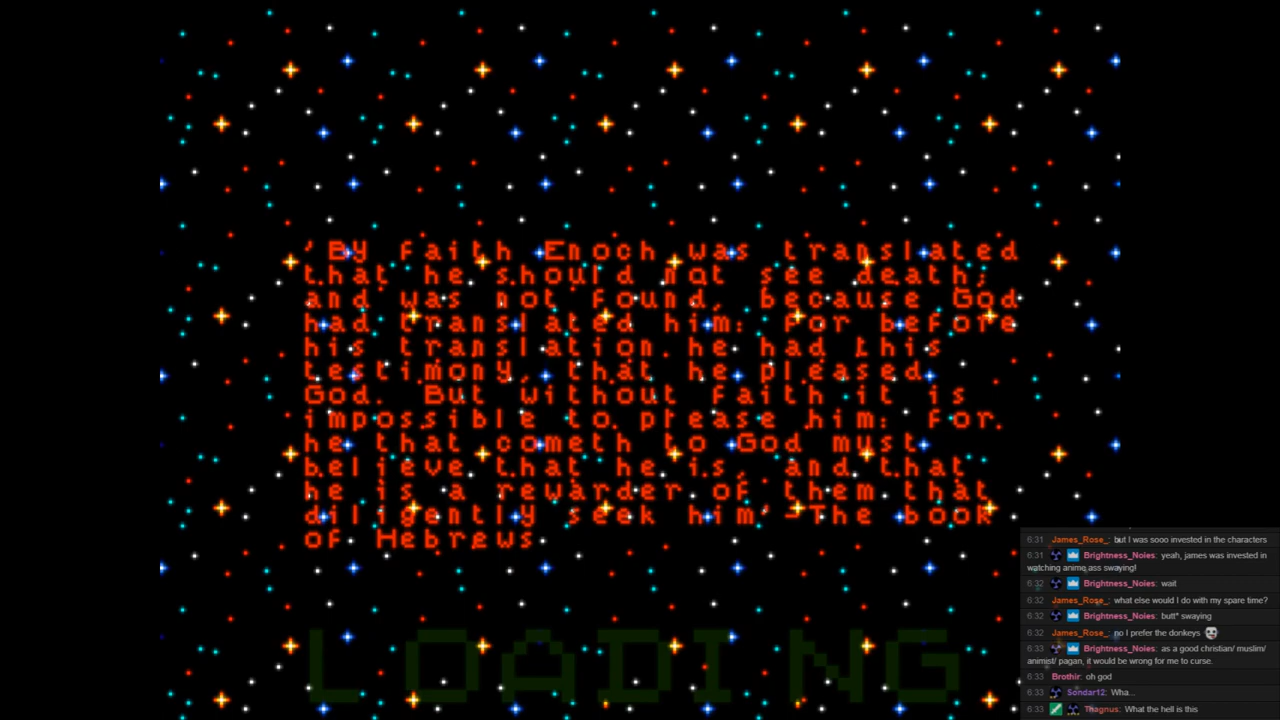 'By faith Enoch was translated
that he should not see death;
and was not found, because God
had translated him: for before
his translation he had this
testimony, that he pleased
God. But without faith it is
impossible to please him: for
he that cometh to God must
believe that he is, and that
he is a rewarder of them that
diligently seek him' -The book
of Hebrews
LOADING
6:31 James_Rose_: but I was sooo invested in the characters
6:31 Brightness_Noies: yeah, james was invested in
watching anime ass swaying!
6:32 Brightness_Noies: wait
6:32 James_Rose_: what else would I do with my spare time?
6:32 Brightness_Noies: butt* swaying
6:32 James_Rose_: no I prefer the donkeys
6:33 Brightness_Noies: as a good christian/ muslim/
animist/ pagan, it would be wrong for me to curse.
6:33 Brothir: oh god
6:33 Sondar12: Wha...
6:33 Thagnus: What the hell is this